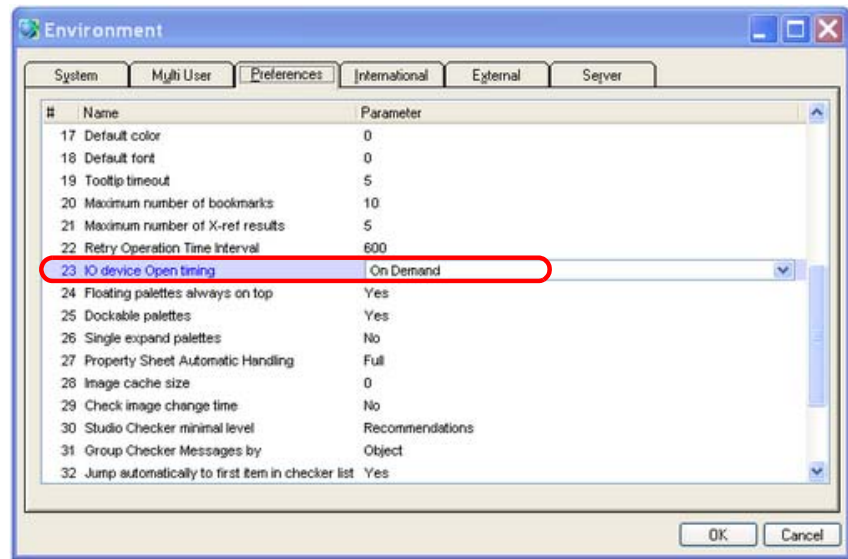 Environment
System Multi User Preferences International External Server
# Name Parameter
17 Default color 0
18 Default font 0
19 Tooltip timeout 5
20 Maximum number of bookmarks 10
21 Maximum number of X-ref results 5
22 Retry Operation Time Interval 600
23 IO device Open timing On Demand
24 Floating palettes always on top Yes
25 Dockable palettes Yes
26 Single expand palettes No
27 Property Sheet Automatic Handling Full
28 Image cache size 0
29 Check image change time No
30 Studio Checker minimal level Recommendations
31 Group Checker Messages by Object
32 Jump automatically to first item in checker list Yes
OK Cancel